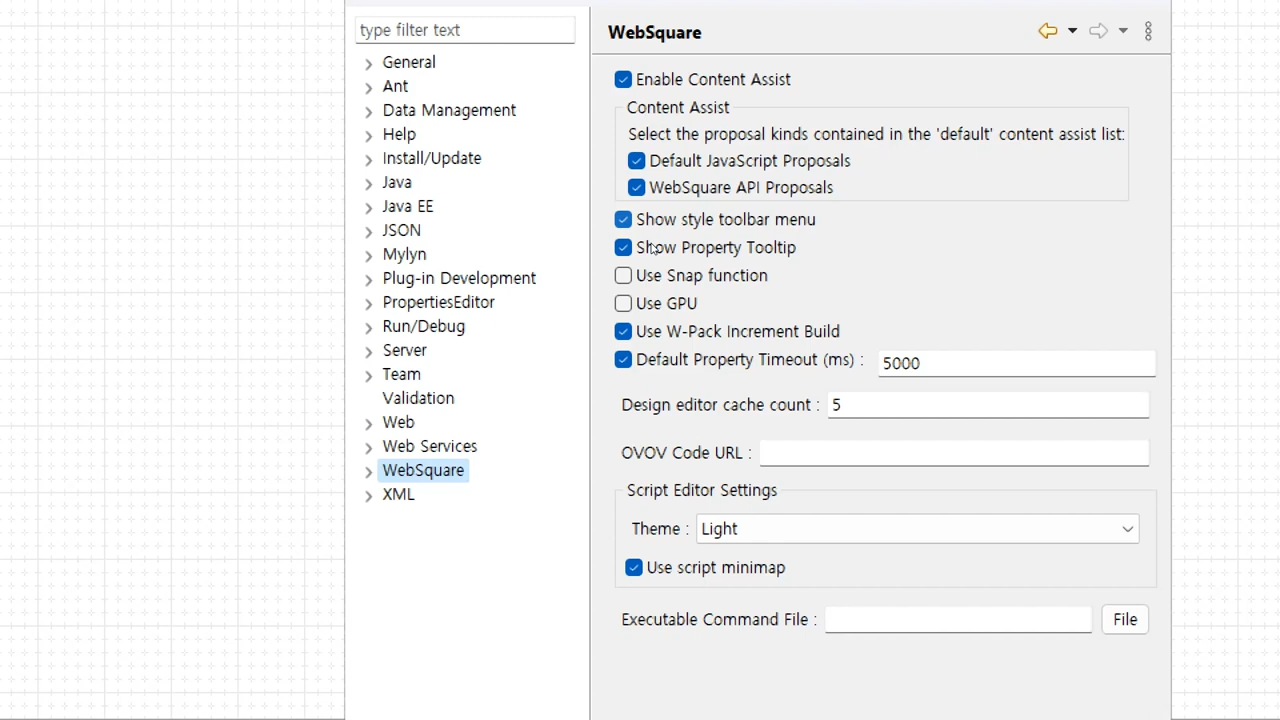 type filter text
General
Ant
Data Management
Help
Install/Update
Java
Java EE
JSON
Mylyn
Plug-in Development
PropertiesEditor
Run/Debug
Server
Team
Validation
Web
Web Services
WebSquare
XML
WebSquare
Enable Content Assist
Content Assist
Select the proposal kinds contained in the 'default' content assist list:
Default JavaScript Proposals
WebSquare API Proposals
Show style toolbar menu
Show Property Tooltip
Use Snap function
Use GPU
Use W-Pack Increment Build
Default Property Timeout (ms) : 5000
Design editor cache count : 5
OVOV Code URL :
Script Editor Settings
Theme : Light
Use script minimap
Executable Command File : File